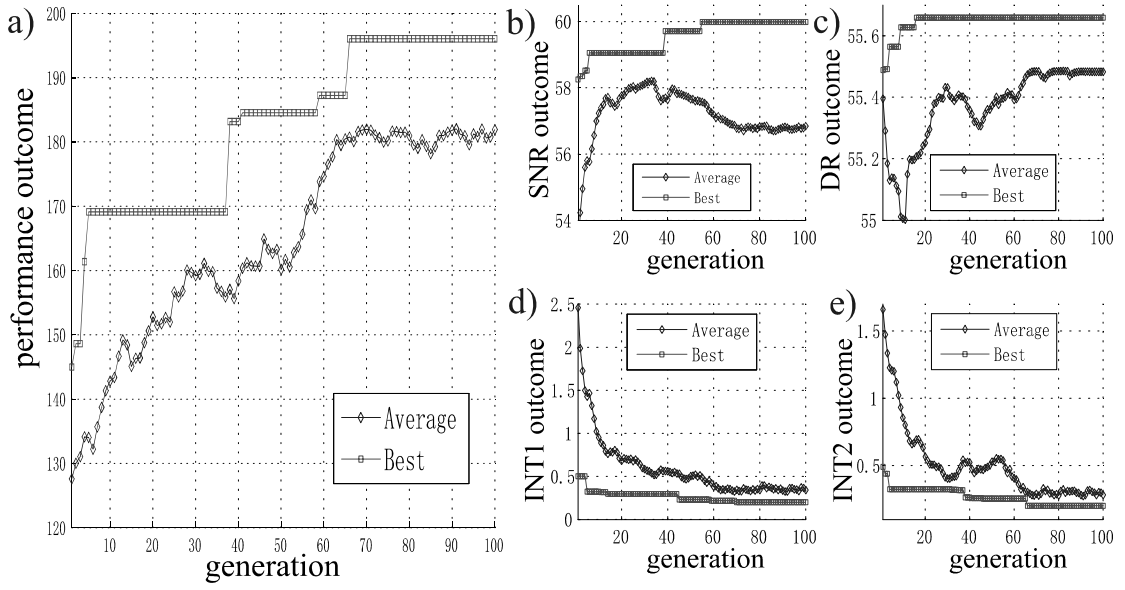 a)
performance outcome
200
190
180
170
160
150
140
130
120
10 20 30 40 50 60 70 80 90 100
generation
Average
Best
b)
SNR outcome
60
58
56
54
20 40 60 80 100
generation
Average
Best
c)
DR outcome
55.6
55.4
55.2
55
20 40 60 80 100
generation
Average
Best
d)
INT1 outcome
2.5
2
1.5
1
0.5
0
20 40 60 80 100
generation
Average
Best
e)
INT2 outcome
1.5
1
0.5
20 40 60 80 100
generation
Average
Best